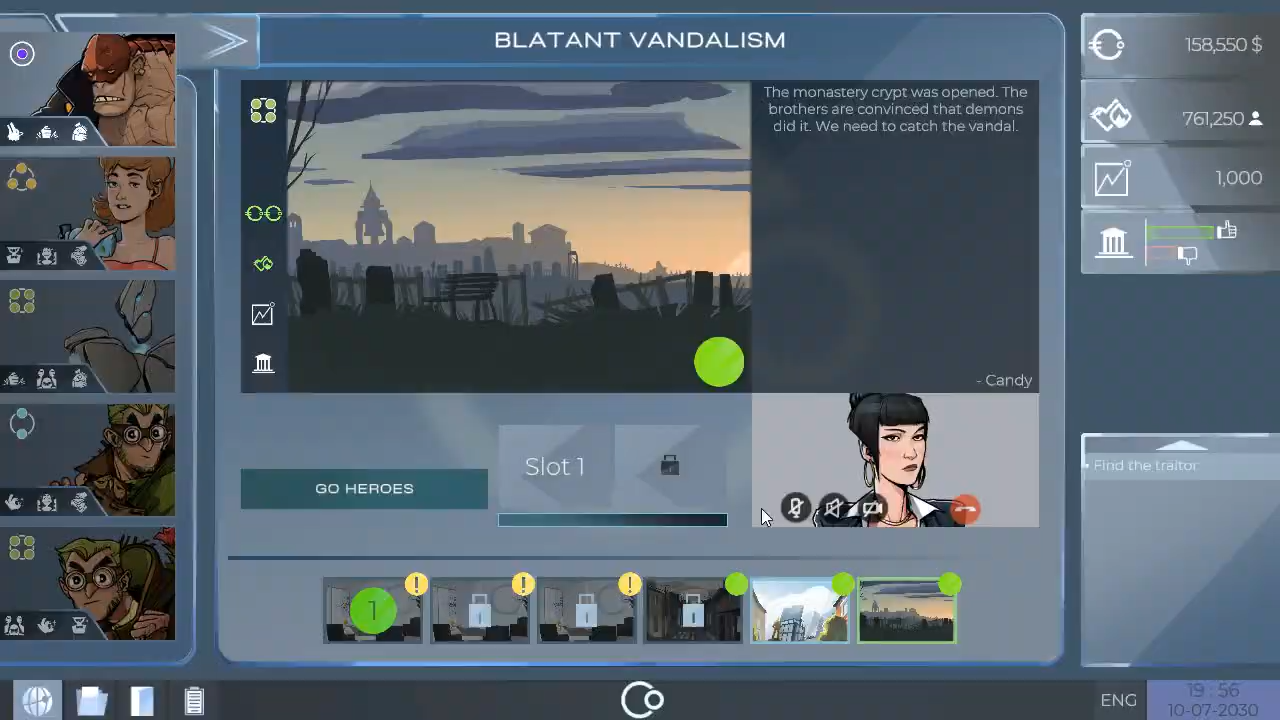 BLATANT VANDALISM
158,550 $
The monastery crypt was opened. The
brothers are convinced that demons
did it. We need to catch the vandal.
761,250
1,000
- Candy
Find the traitor
Slot 1
GO HEROES
1
ENG
19 : 56
10-07-2030